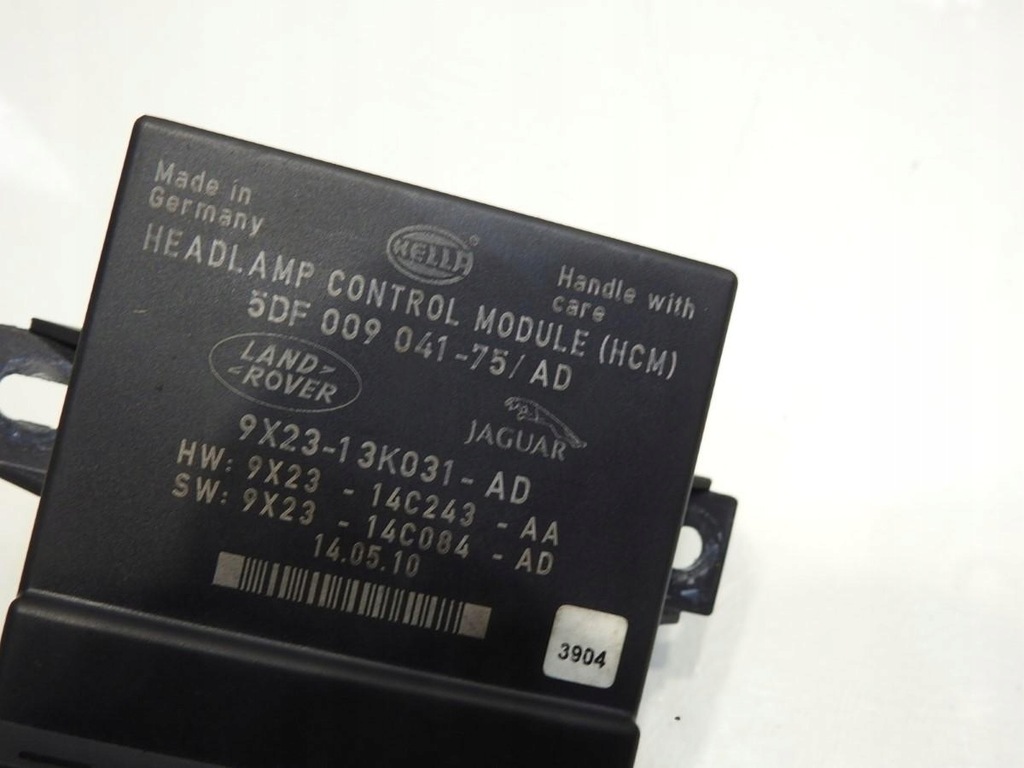 Made in
Germany
HELLA®
Handle with
care
HEADLAMP CONTROL MODULE (HCM)
5DF 009 041-75/AD
LAND
ROVER
JAGUAR
9X23-13K031-AD
HW: 9X23 - 14C243 - AA
SW: 9X23 - 14C084 - AD
14.05.10
3904